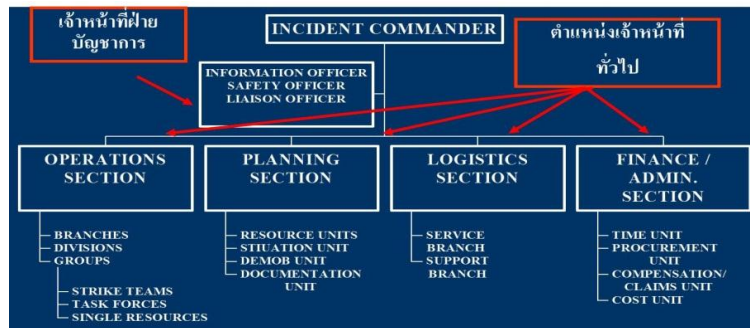 เจ้าหน้าที่ฝ่าย
บัญชาการ
INCIDENT COMMANDER
ตำแหน่งเจ้าหน้าที่
ทั่วไป
INFORMATION OFFICER
SAFETY OFFICER
LIAISON OFFICER
OPERATIONS
SECTION
PLANNING
SECTION
LOGISTICS
SECTION
FINANCE /
ADMIN.
SECTION
BRANCHES
DIVISIONS
GROUPS
STRIKE TEAMS
TASK FORCES
SINGLE RESOURCES
RESOURCE UNITS
STIUATION UNIT
DEMOB UNIT
DOCUMENTATION
UNIT
SERVICE
BRANCH
SUPPORT
BRANCH
TIME UNIT
PROCUREMENT
UNIT
COMPENSATION/
CLAIMS UNIT
COST UNIT